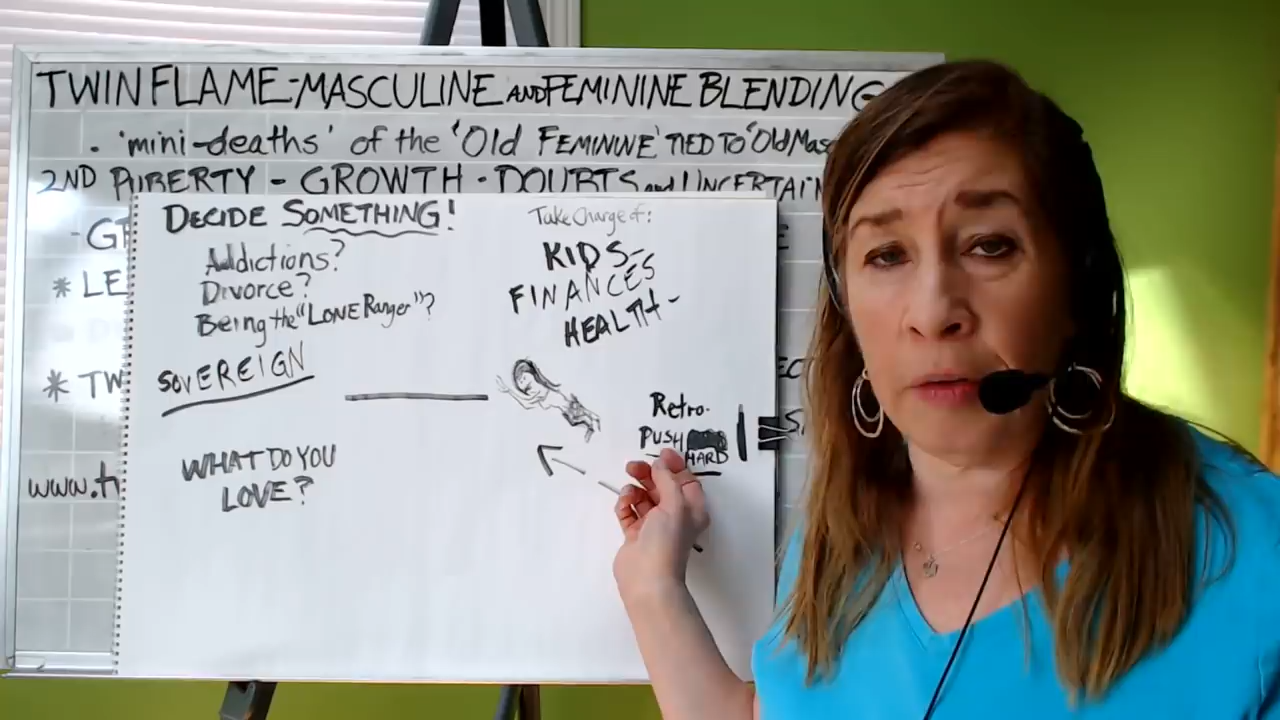 TWIN FLAME-MASCULINE AND FEMININE BLENDING
• 'mini-deaths' of the 'Old FEMININE' TIED TO 'Old Mas
2ND PUBERTY - GROWTH - DOUBTS and UNCERTAIN
DECIDE SOMETHING!
Addictions?
Divorce?
Being the "LONE Ranger"?
SOVEREIGN
WHAT DO YOU
LOVE?
Take Charge of:
KIDS-
FINANCES
HEALTH-
Retro-
PUSH
HARD
* LE
* TW
www.t